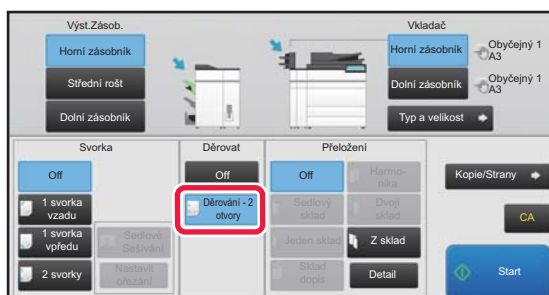 Výst.Zásob.
Vkladač
Horní zásobník
Střední rošt
Dolní zásobník
Horní zásobník
Obyčejný 1
A3
Dolní zásobník
Obyčejný 1
A3
Typ a velikost
Svorka
Děrovat
Přeložení
Off
1 svorka
vzadu
1 svorka
vpředu
2 svorky
Sedlové
Sešívání
Nastavit
ořezání
Off
Děrování - 2
otvory
Off
Harmo-
nika
Sedlový
sklad
Dvojí
sklad
Jeden sklad
Z sklad
Sklad
dopis
Detail
Kopie/Strany
CA
Start